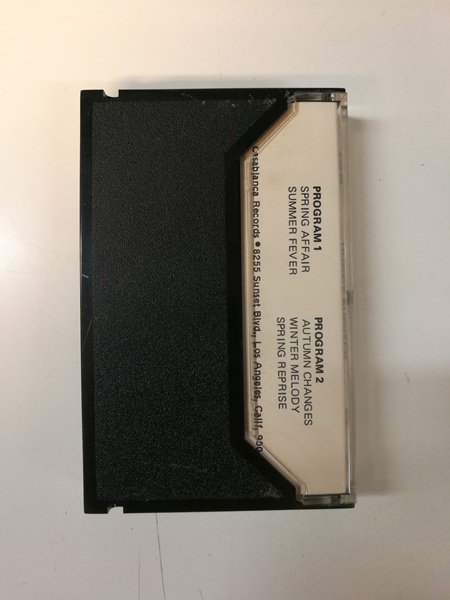 PROGRAM 1
SPRING AFFAIR
SUMMER FEVER
PROGRAM 2
AUTUMN CHANGES
WINTER MELODY
SPRING REPRISE
Casablanca Records • 8255 Sunset Blvd., Los Angeles, Calif. 900